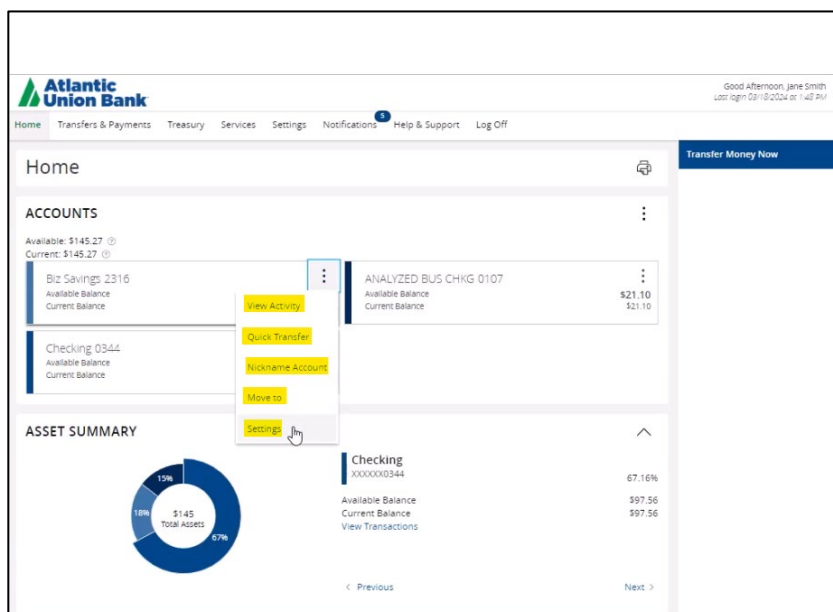 Atlantic
Union Bank
Good Afternoon, Jane Smith
Last login 03/18/2024 at 1:48 PM
Home Transfers & Payments Treasury Services Settings Notifications 5 Help & Support Log Off
Home
Transfer Money Now
ACCOUNTS
Available: $145.27
Current: $145.27
Biz Savings 2316
Available Balance
Current Balance
ANALYZED BUS CHKG 0107
Available Balance $21.10
Current Balance $21.10
View Activity
Quick Transfer
Nickname Account
Move to
Settings
Checking 0344
Available Balance
Current Balance
ASSET SUMMARY
15%
18%
67%
$145
Total Assets
Checking
XXXXXX0344
67.16%
Available Balance $97.56
Current Balance $97.56
View Transactions
< Previous Next >